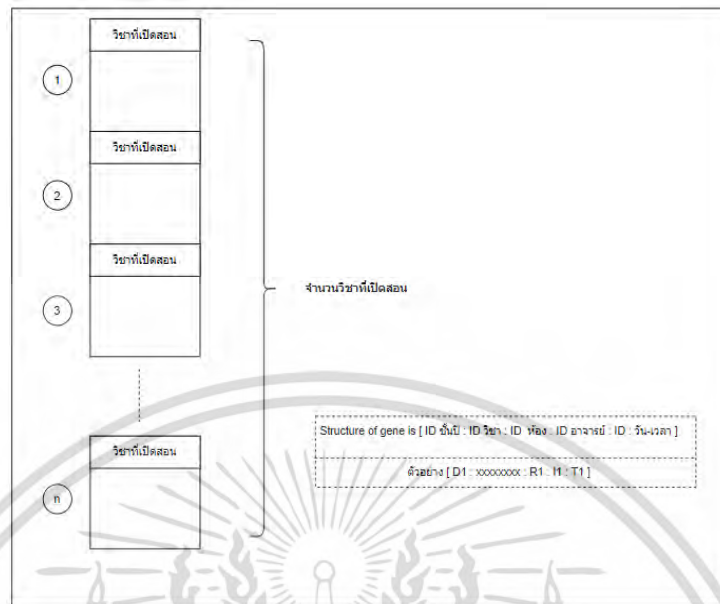 วิชาที่เปิดสอน
1
วิชาที่เปิดสอน
2
วิชาที่เปิดสอน
3
จำนวนวิชาที่เปิดสอน
Structure of gene is [ ID ชั้นปี : ID วิชา : ID ห้อง : ID อาจารย์ : ID : วัน-เวลา ]
ตัวอย่าง [ D1 : xxxxxxxx : R1 : I1 : T1 ]
วิชาที่เปิดสอน
n